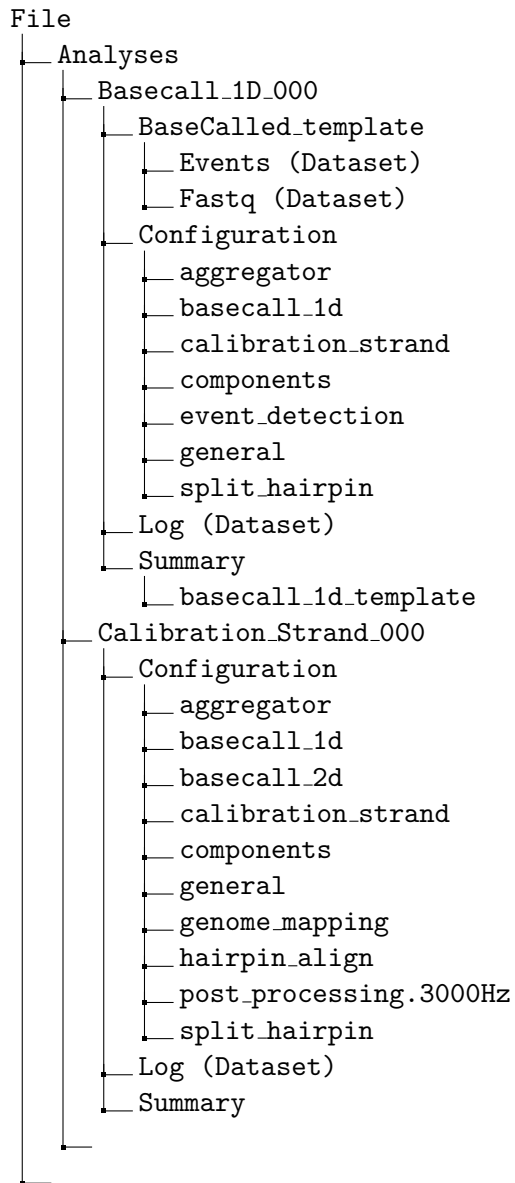 File
Analyses
Basecall_1D_000
BaseCalled_template
Events (Dataset)
Fastq (Dataset)
Configuration
aggregator
basecall_1d
calibration_strand
components
event_detection
general
split_hairpin
Log (Dataset)
Summary
basecall_1d_template
Calibration_Strand_000
Configuration
aggregator
basecall_1d
basecall_2d
calibration_strand
components
general
genome_mapping
hairpin_align
post_processing.3000Hz
split_hairpin
Log (Dataset)
Summary